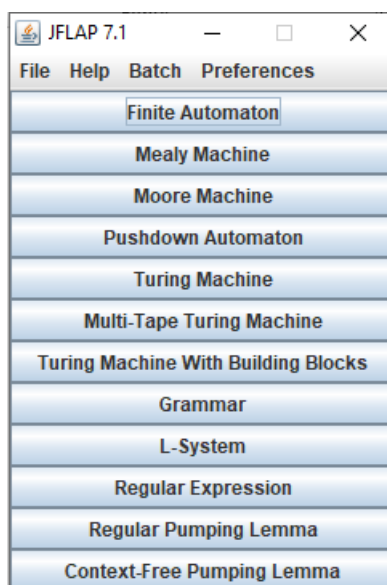 JFLAP 7.1
File Help Batch Preferences
Finite Automaton
Mealy Machine
Moore Machine
Pushdown Automaton
Turing Machine
Multi-Tape Turing Machine
Turing Machine With Building Blocks
Grammar
L-System
Regular Expression
Regular Pumping Lemma
Context-Free Pumping Lemma